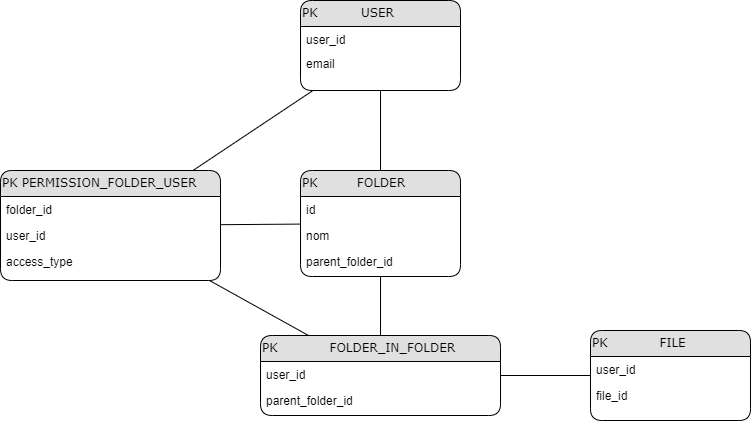 PK USER
user_id
email
PK PERMISSION_FOLDER_USER
folder_id
user_id
access_type
PK FOLDER
id
nom
parent_folder_id
PK FOLDER_IN_FOLDER
user_id
parent_folder_id
PK FILE
user_id
file_id